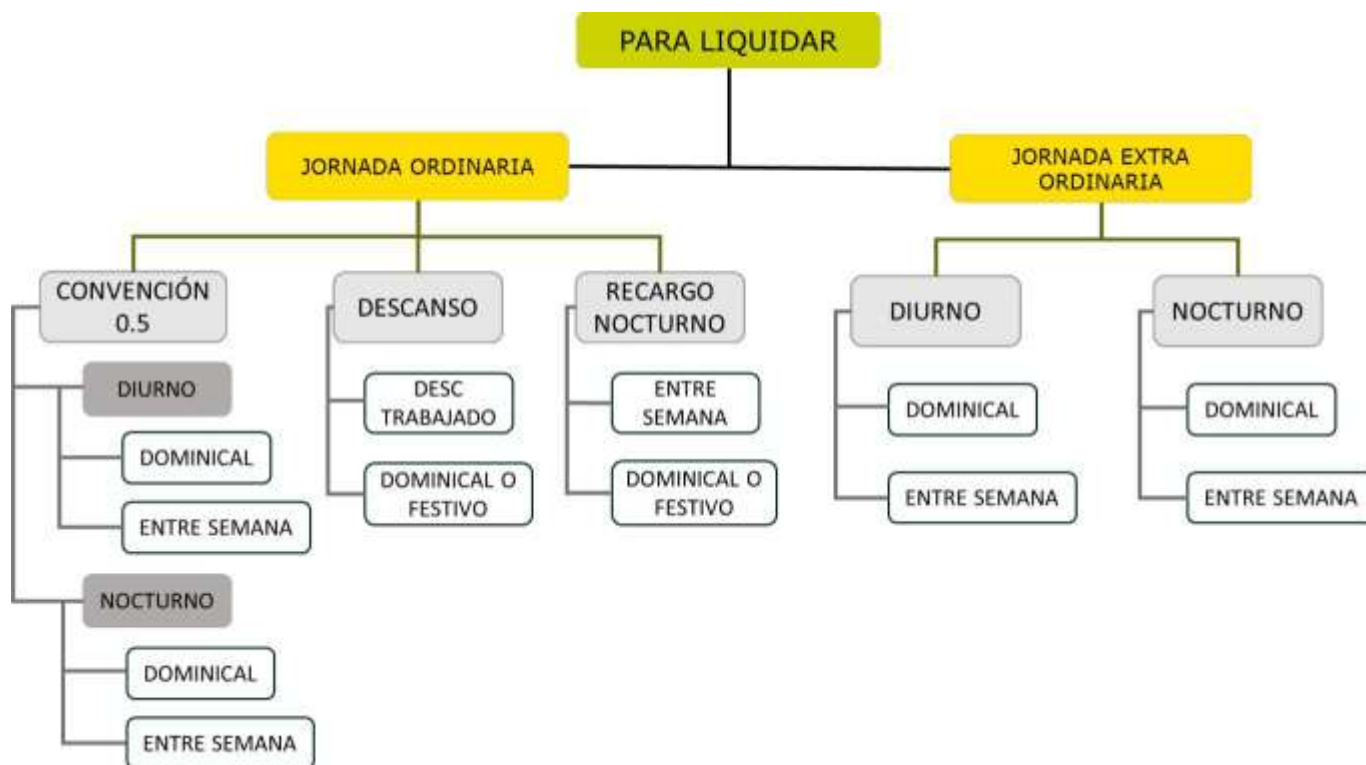 PARA LIQUIDAR
JORNADA ORDINARIA
JORNADA EXTRA
ORDINARIA
CONVENCIÓN
0.5
DIURNO
DOMINICAL
ENTRE SEMANA
NOCTURNO
DOMINICAL
ENTRE SEMANA
DESCANSO
DESC
TRABAJADO
DOMINICAL O
FESTIVO
RECARGO
NOCTURNO
ENTRE
SEMANA
DOMINICAL O
FESTIVO
DIURNO
DOMINICAL
ENTRE SEMANA
NOCTURNO
DOMINICAL
ENTRE SEMANA